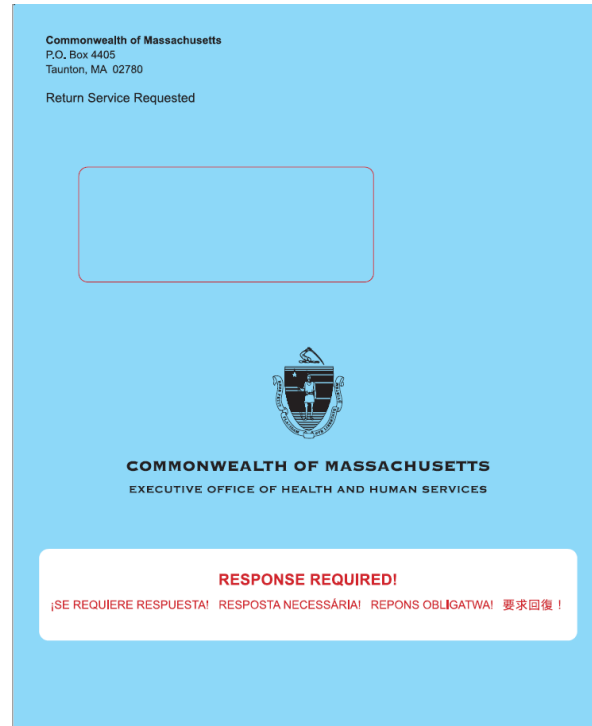 Commonwealth of Massachusetts
P.O. Box 4405
Taunton, MA 02780
Return Service Requested
COMMONWEALTH OF MASSACHUSETTS
EXECUTIVE OFFICE OF HEALTH AND HUMAN SERVICES
RESPONSE REQUIRED!
¡SE REQUIERE RESPUESTA! RESPOSTA NECESSÁRIA! REPONS OBLIGATWA! 要求回復！